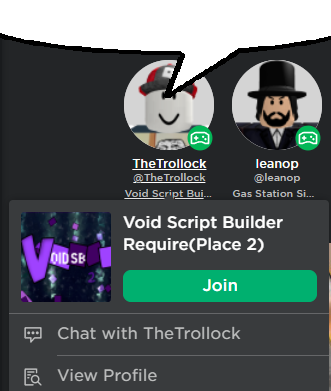 TheTrollock
leanop
@TheTrollock
@leanop
Void Script Bui...
Gas Station Si...
Void Script Builder
Require(Place 2)
VOID SB
Join
Chat with TheTrollock
View Profile